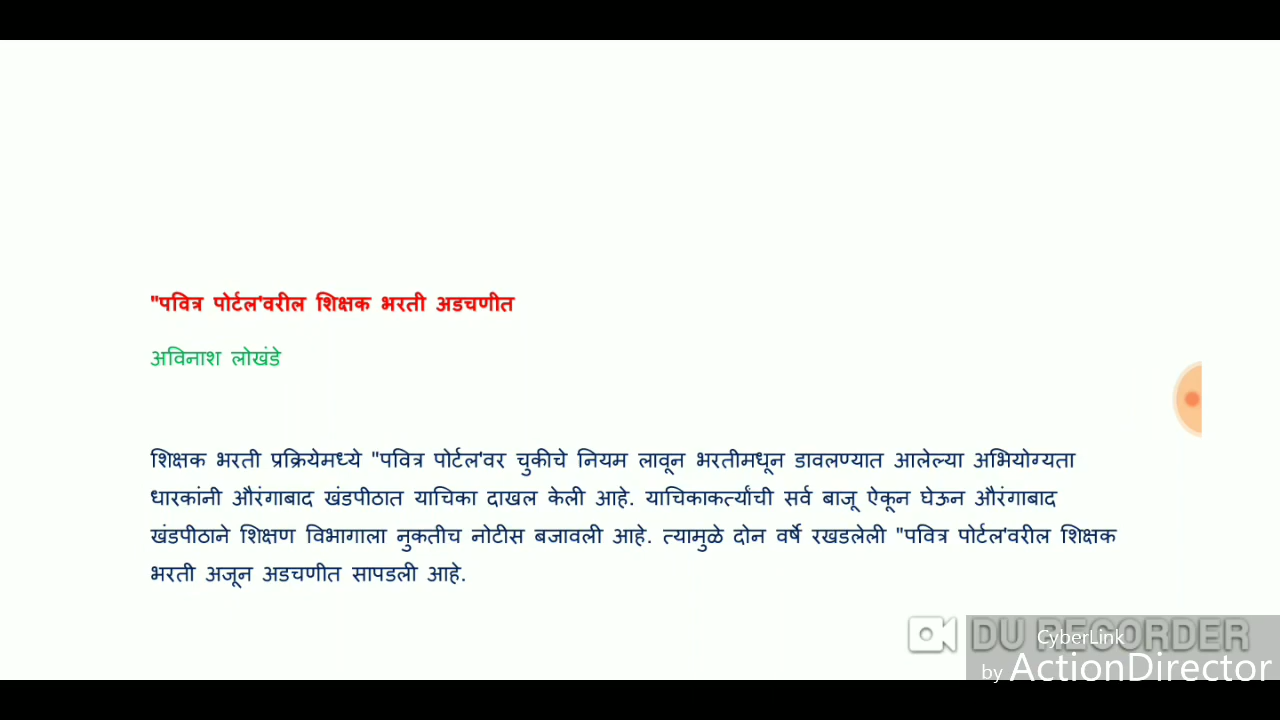 "पवित्र पोर्टल'वरील शिक्षक भरती अडचणीत
अविनाश लोखंडे
शिक्षक भरती प्रक्रियेमध्ये "पवित्र पोर्टल'वर चुकीचे नियम लावून भरतीमधून डावलण्यात आलेल्या अभियोग्यता
धारकांनी औरंगाबाद खंडपीठात याचिका दाखल केली आहे. याचिकाकर्त्यांची सर्व बाजू ऐकून घेऊन औरंगाबाद
खंडपीठाने शिक्षण विभागाला नुकतीच नोटीस बजावली आहे. त्यामुळे दोन वर्षे रखडलेली "पवित्र पोर्टल'वरील शिक्षक
भरती अजून अडचणीत सापडली आहे.
DU RECORDER
CyberLink
by ActionDirector